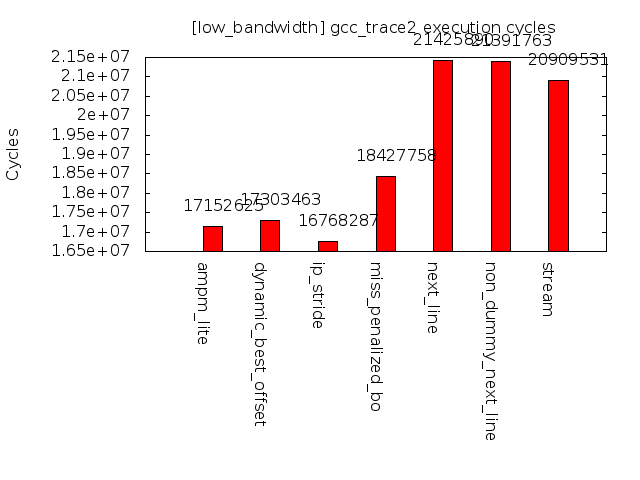 [low_bandwidth] gcc_trace2 execution cycles
Cycles
2.15e+07
2.1e+07
2.05e+07
2e+07
1.95e+07
1.9e+07
1.85e+07
1.8e+07
1.75e+07
1.7e+07
1.65e+07
17152625
17303463
16768287
18427758
21391763
20909531
ampm_lite
dynamic_best_offset
ip_stride
miss_penalized_bo
next_line
non_dummy_next_line
stream